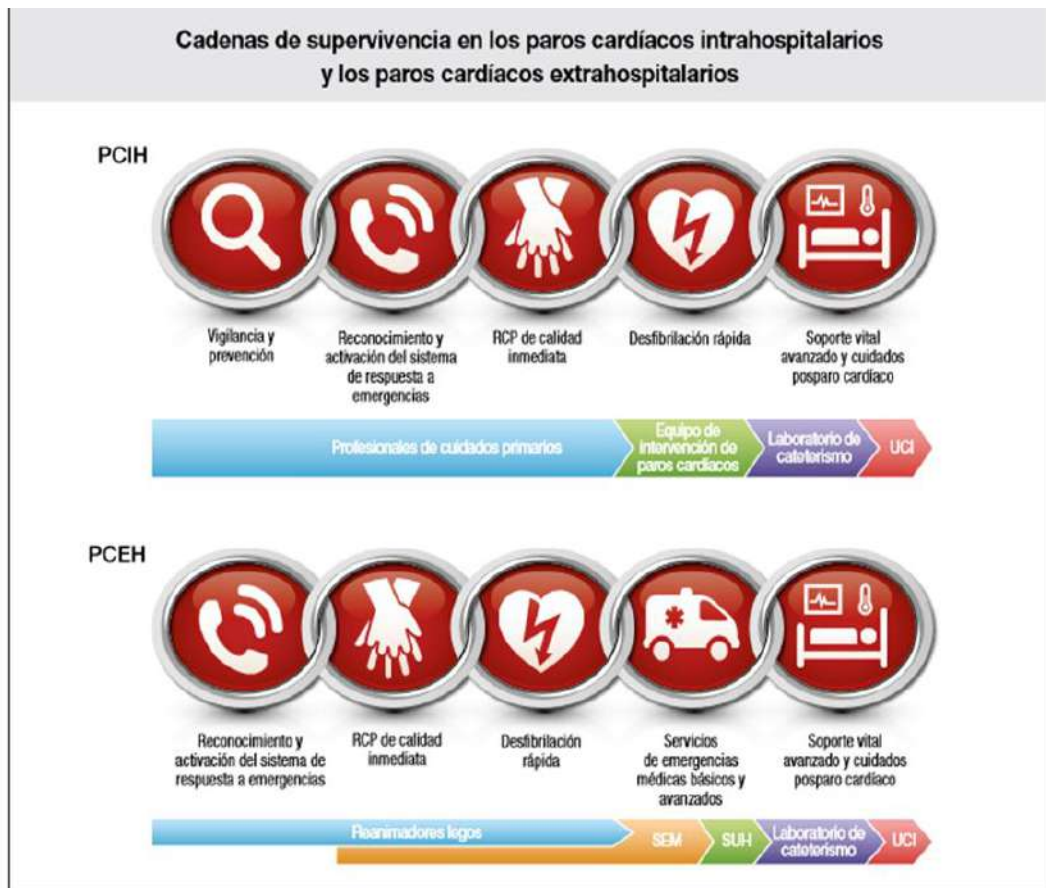 Cadenas de supervivencia en los paros cardíacos intrahospitalarios
y los paros cardíacos extrahospitalarios
PCIH
Vigilancia y
prevención
Reconocimiento y
activación del sistema
de respuesta a
emergencias
RCP de calidad
inmediata
Desfibrilación rápida
Soporte vital
avanzado y cuidados
posparo cardíaco
Profesionales de cuidados primarios
Equipo de
intervención de
paros cardíacos
Laboratorio de
cateterismo
UCI
PCEH
Reconocimiento y
activación del sistema de
respuesta a emergencias
RCP de calidad
inmediata
Desfibrilación
rápida
Servicios
de emergencias
médicas básicos y
avanzados
Soporte vital
avanzado y cuidados
posparo cardíaco
Reanimadores legos
SEM
SUH
Laboratorio de
cateterismo
UCI